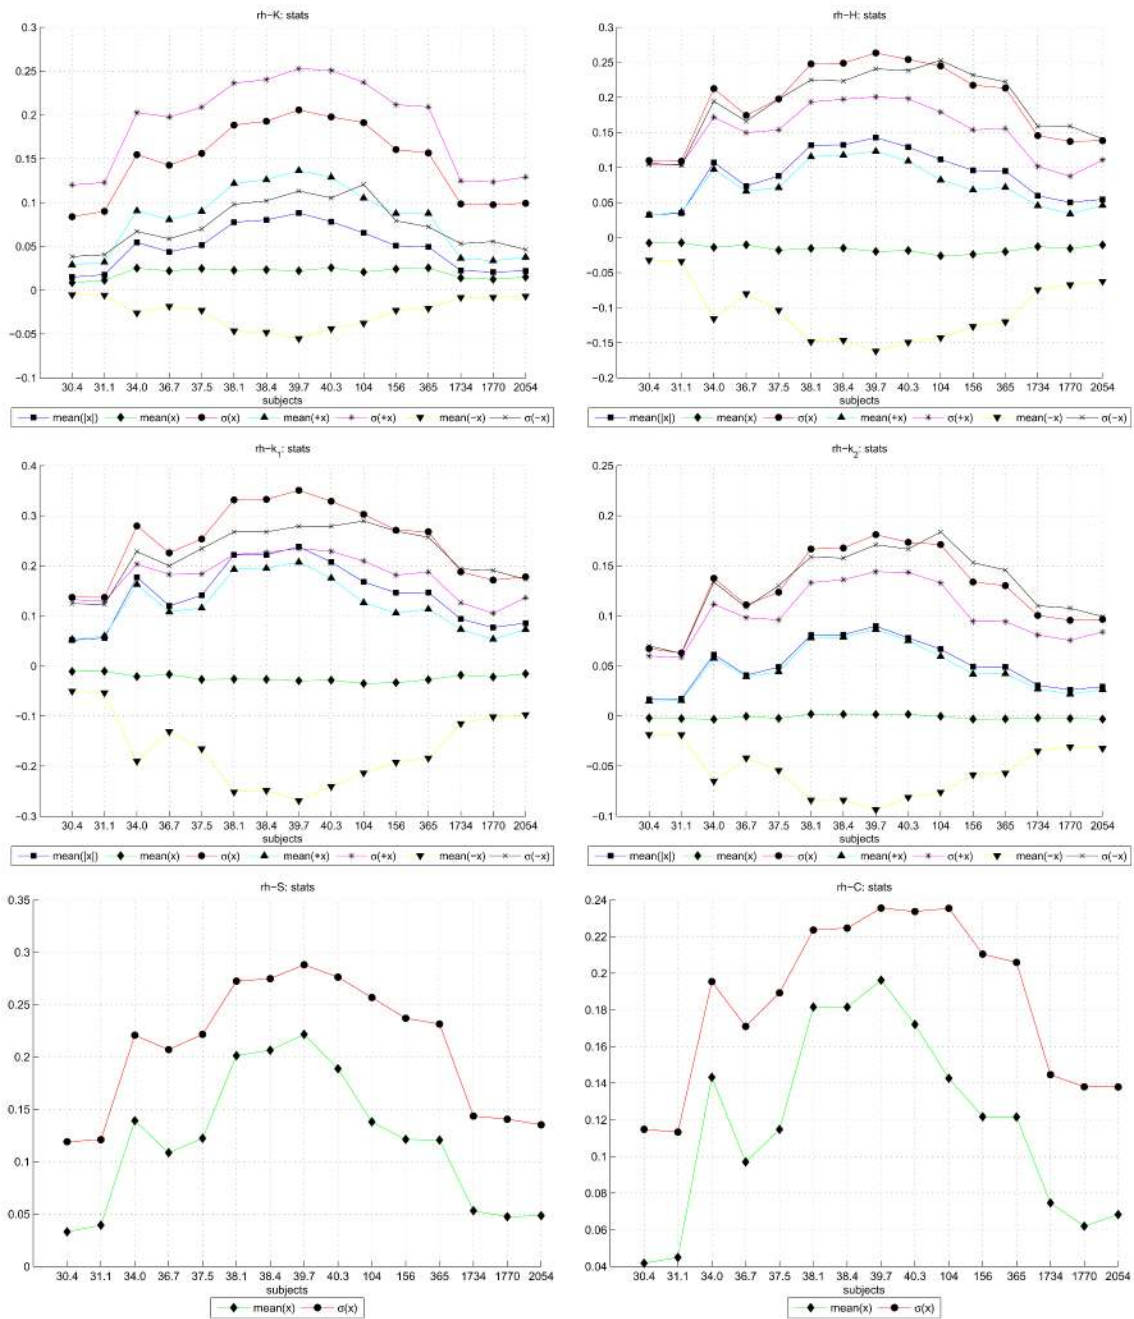 rh−K: stats
0.3
0.25
0.2
0.15
0.1
0.05
0
−0.05
−0.1
30.4 31.1 34.0 36.7 37.5 38.1 38.4 39.7 40.3 104 156 365 1734 1770 2054
subjects
mean(|x|) mean(x) σ(x) mean(+x) σ(+x) mean(−x) σ(−x)
rh−H: stats
0.3
0.25
0.2
0.15
0.1
0.05
0
−0.05
−0.1
−0.15
−0.2
30.4 31.1 34.0 36.7 37.5 38.1 38.4 39.7 40.3 104 156 365 1734 1770 2054
subjects
mean(|x|) mean(x) σ(x) mean(+x) σ(+x) mean(−x) σ(−x)
rh−k1: stats
0.4
0.3
0.2
0.1
0
−0.1
−0.2
−0.3
30.4 31.1 34.0 36.7 37.5 38.1 38.4 39.7 40.3 104 156 365 1734 1770 2054
subjects
mean(|x|) mean(x) σ(x) mean(+x) σ(+x) mean(−x) σ(−x)
rh−k2: stats
0.25
0.2
0.15
0.1
0.05
0
−0.05
−0.1
30.4 31.1 34.0 36.7 37.5 38.1 38.4 39.7 40.3 104 156 365 1734 1770 2054
subjects
mean(|x|) mean(x) σ(x) mean(+x) σ(+x) mean(−x) σ(−x)
rh−S: stats
0.35
0.3
0.25
0.2
0.15
0.1
0.05
0
30.4 31.1 34.0 36.7 37.5 38.1 38.4 39.7 40.3 104 156 365 1734 1770 2054
subjects
mean(x) σ(x)
rh−C: stats
0.24
0.22
0.2
0.18
0.16
0.14
0.12
0.1
0.08
0.06
0.04
30.4 31.1 34.0 36.7 37.5 38.1 38.4 39.7 40.3 104 156 365 1734 1770 2054
subjects
mean(x) σ(x)